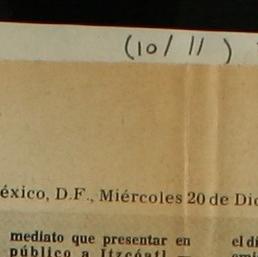 (10/11)
éxico, D.F., Miércoles 20 de Dic
mediato que presentar en
público a Itzcóatl —
el di